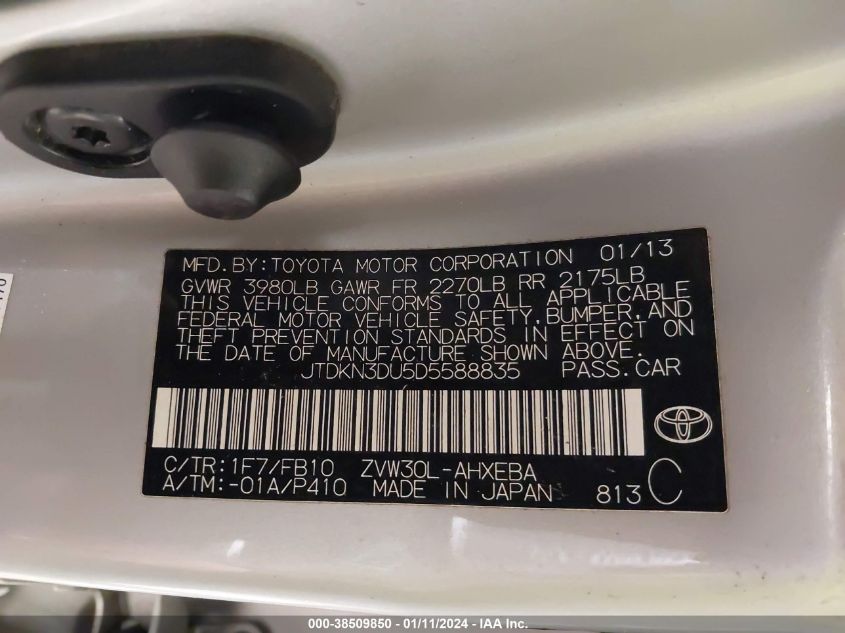 MFD. BY: TOYOTA MOTOR CORPORATION 01/13
GVWR 3980LB GAWR FR 2270LB RR 2175LB
THIS VEHICLE CONFORMS TO ALL APPLICABLE
FEDERAL MOTOR VEHICLE SAFETY, BUMPER, AND
THEFT PREVENTION STANDARDS IN EFFECT ON
THE DATE OF MANUFACTURE SHOWN ABOVE.
JTDKN3DU5D5588835 PASS. CAR
C/TR: 1F7/FB10 ZVW30L-AHXEBA
A/TM: -01A/P410 MADE IN JAPAN 813 C
000-38509850 - 01/11/2024 - IAA Inc.